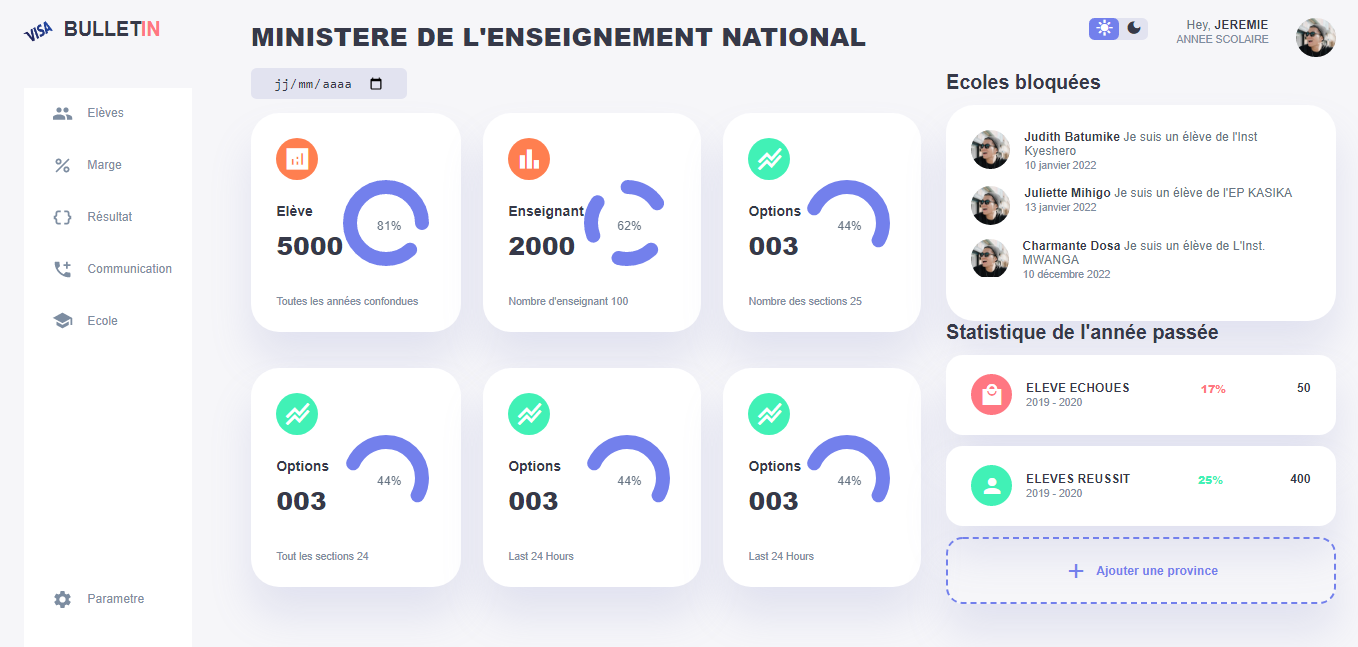 VISA BULLETIN
MINISTERE DE L'ENSEIGNEMENT NATIONAL
Hey, JEREMIE
ANNEE SCOLAIRE
jj/mm/aaaa
Elèves
Marge
Résultat
Communication
Ecole
Parametre
Elève
5000
81%
Toutes les années confondues
Enseignant
2000
62%
Nombre d'enseignant 100
Options
003
44%
Nombre des sections 25
Options
003
44%
Tout les sections 24
Options
003
44%
Last 24 Hours
Options
003
44%
Last 24 Hours
Ecoles bloquées
Judith Batumike Je suis un élève de l'Inst
Kyeshero
10 janvier 2022
Juliette Mihigo Je suis un élève de l'EP KASIKA
13 janvier 2022
Charmante Dosa Je suis un élève de L'Inst.
MWANGA
10 décembre 2022
Statistique de l'année passée
ELEVE ECHOUES 17% 50
2019 - 2020
ELEVES REUSSIT 25% 400
2019 - 2020
Ajouter une province